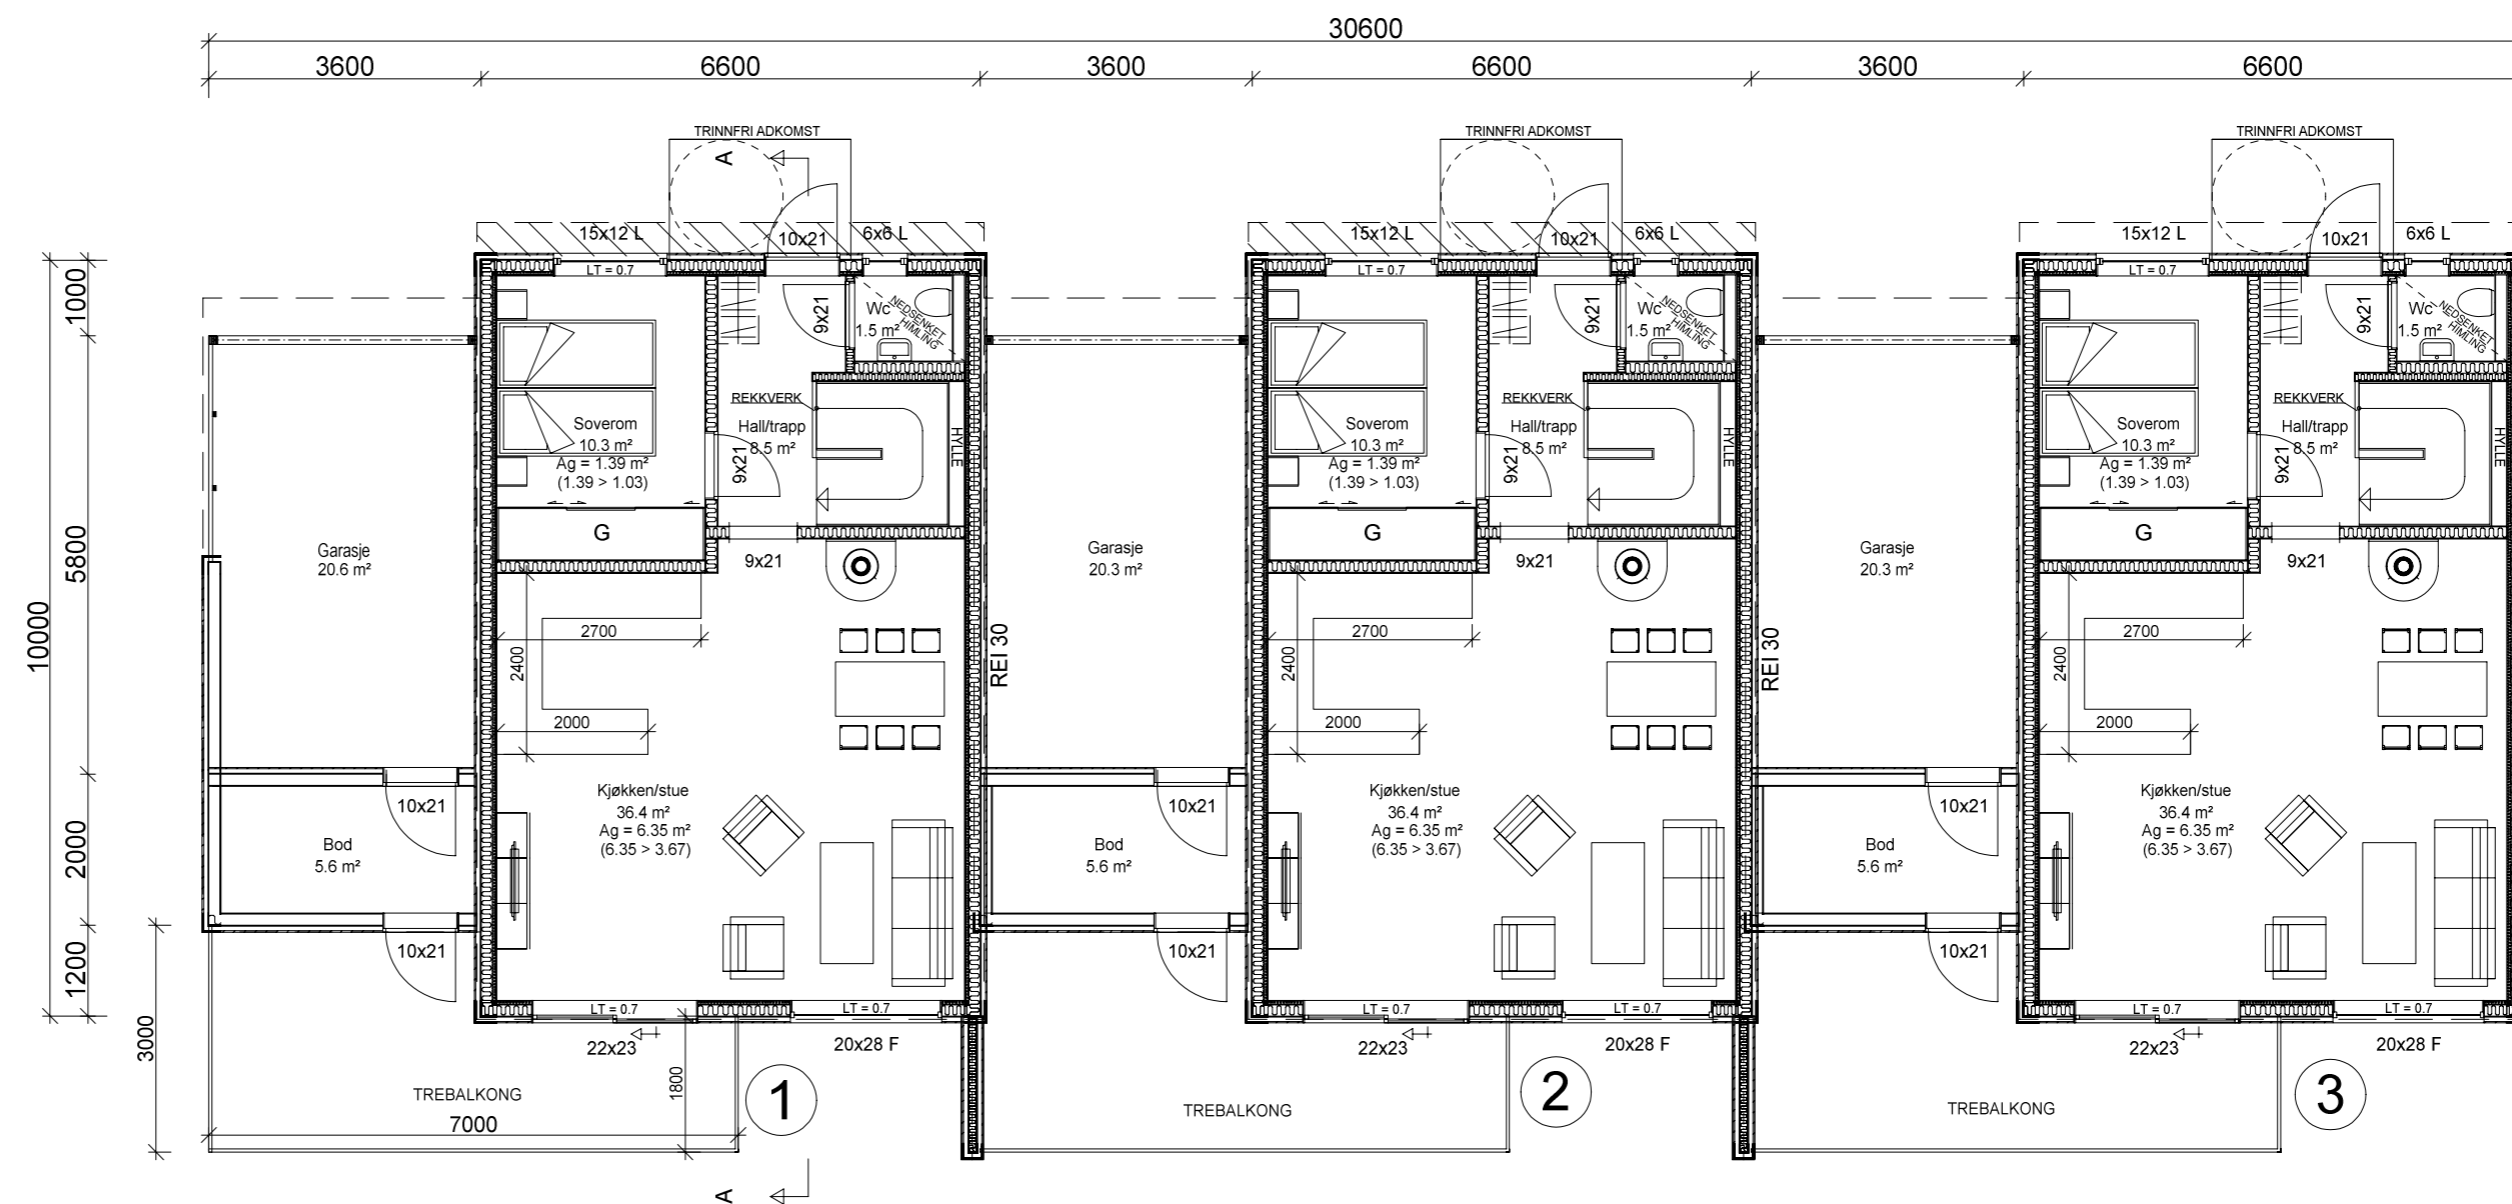 30600
3600 6600 3600 6600 3600 6600
TRINNFRI ADKOMST TRINNFRI ADKOMST TRINNFRI ADKOMST
A
15x12 L 10x21 6x6 L 15x12 L 10x21 6x6 L 15x12 L 10x21 6x6 L
LT = 0.7 LT = 0.7 LT = 0.7
1000
5800
2000
1200
10000
3000
9x21 9x21 9x21
Wc
1.5 m²
NEDSENKET
HIMLING
Wc
1.5 m²
NEDSENKET
HIMLING
Wc
1.5 m²
NEDSENKET
HIMLING
REKKVERK REKKVERK REKKVERK
Soverom
10.3 m²
Ag = 1.39 m²
(1.39 > 1.03)
Hall/trapp
8.5 m²
HYLLE
9x21
Soverom
10.3 m²
Ag = 1.39 m²
(1.39 > 1.03)
Hall/trapp
8.5 m²
HYLLE
9x21
Soverom
10.3 m²
Ag = 1.39 m²
(1.39 > 1.03)
Hall/trapp
8.5 m²
HYLLE
9x21
G G G
9x21 9x21 9x21
Garasje
20.6 m²
Garasje
20.3 m²
Garasje
20.3 m²
2700 2700 2700
2400 2400 2400
REI 30 REI 30
2000 2000 2000
10x21 10x21 10x21
Kjøkken/stue
36.4 m²
Ag = 6.35 m²
(6.35 > 3.67)
Kjøkken/stue
36.4 m²
Ag = 6.35 m²
(6.35 > 3.67)
Kjøkken/stue
36.4 m²
Ag = 6.35 m²
(6.35 > 3.67)
Bod
5.6 m²
Bod
5.6 m²
Bod
5.6 m²
10x21 10x21 10x21
LT = 0.7 LT = 0.7 LT = 0.7 LT = 0.7 LT = 0.7 LT = 0.7
22x23 20x28 F 22x23 20x28 F 22x23 20x28 F
1800
1 2 3
TREBALKONG TREBALKONG TREBALKONG
7000
A